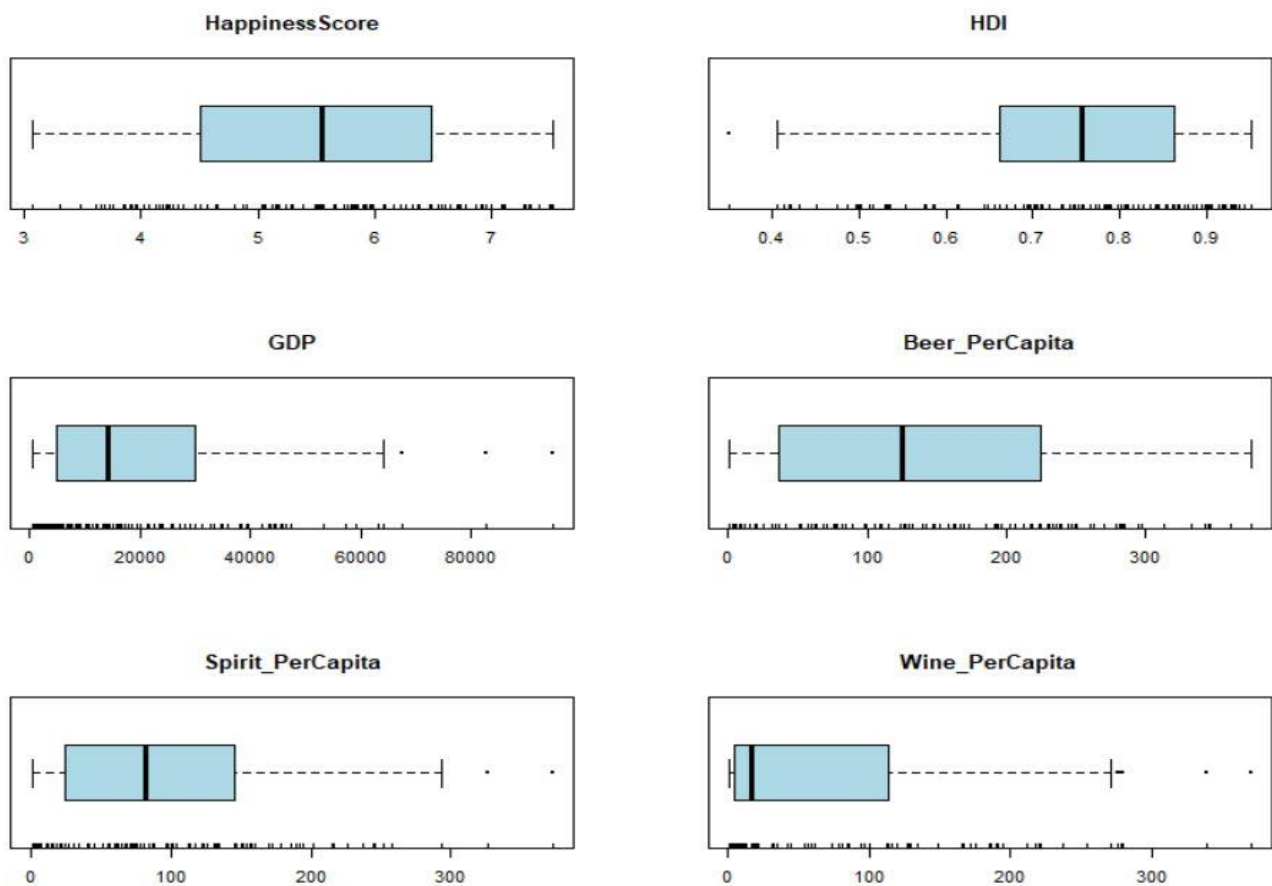 HappinessScore
3 4 5 6 7
HDI
0.4 0.5 0.6 0.7 0.8 0.9
GDP
0 20000 40000 60000 80000
Beer_PerCapita
0 100 200 300
Spirit_PerCapita
0 100 200 300
Wine_PerCapita
0 100 200 300